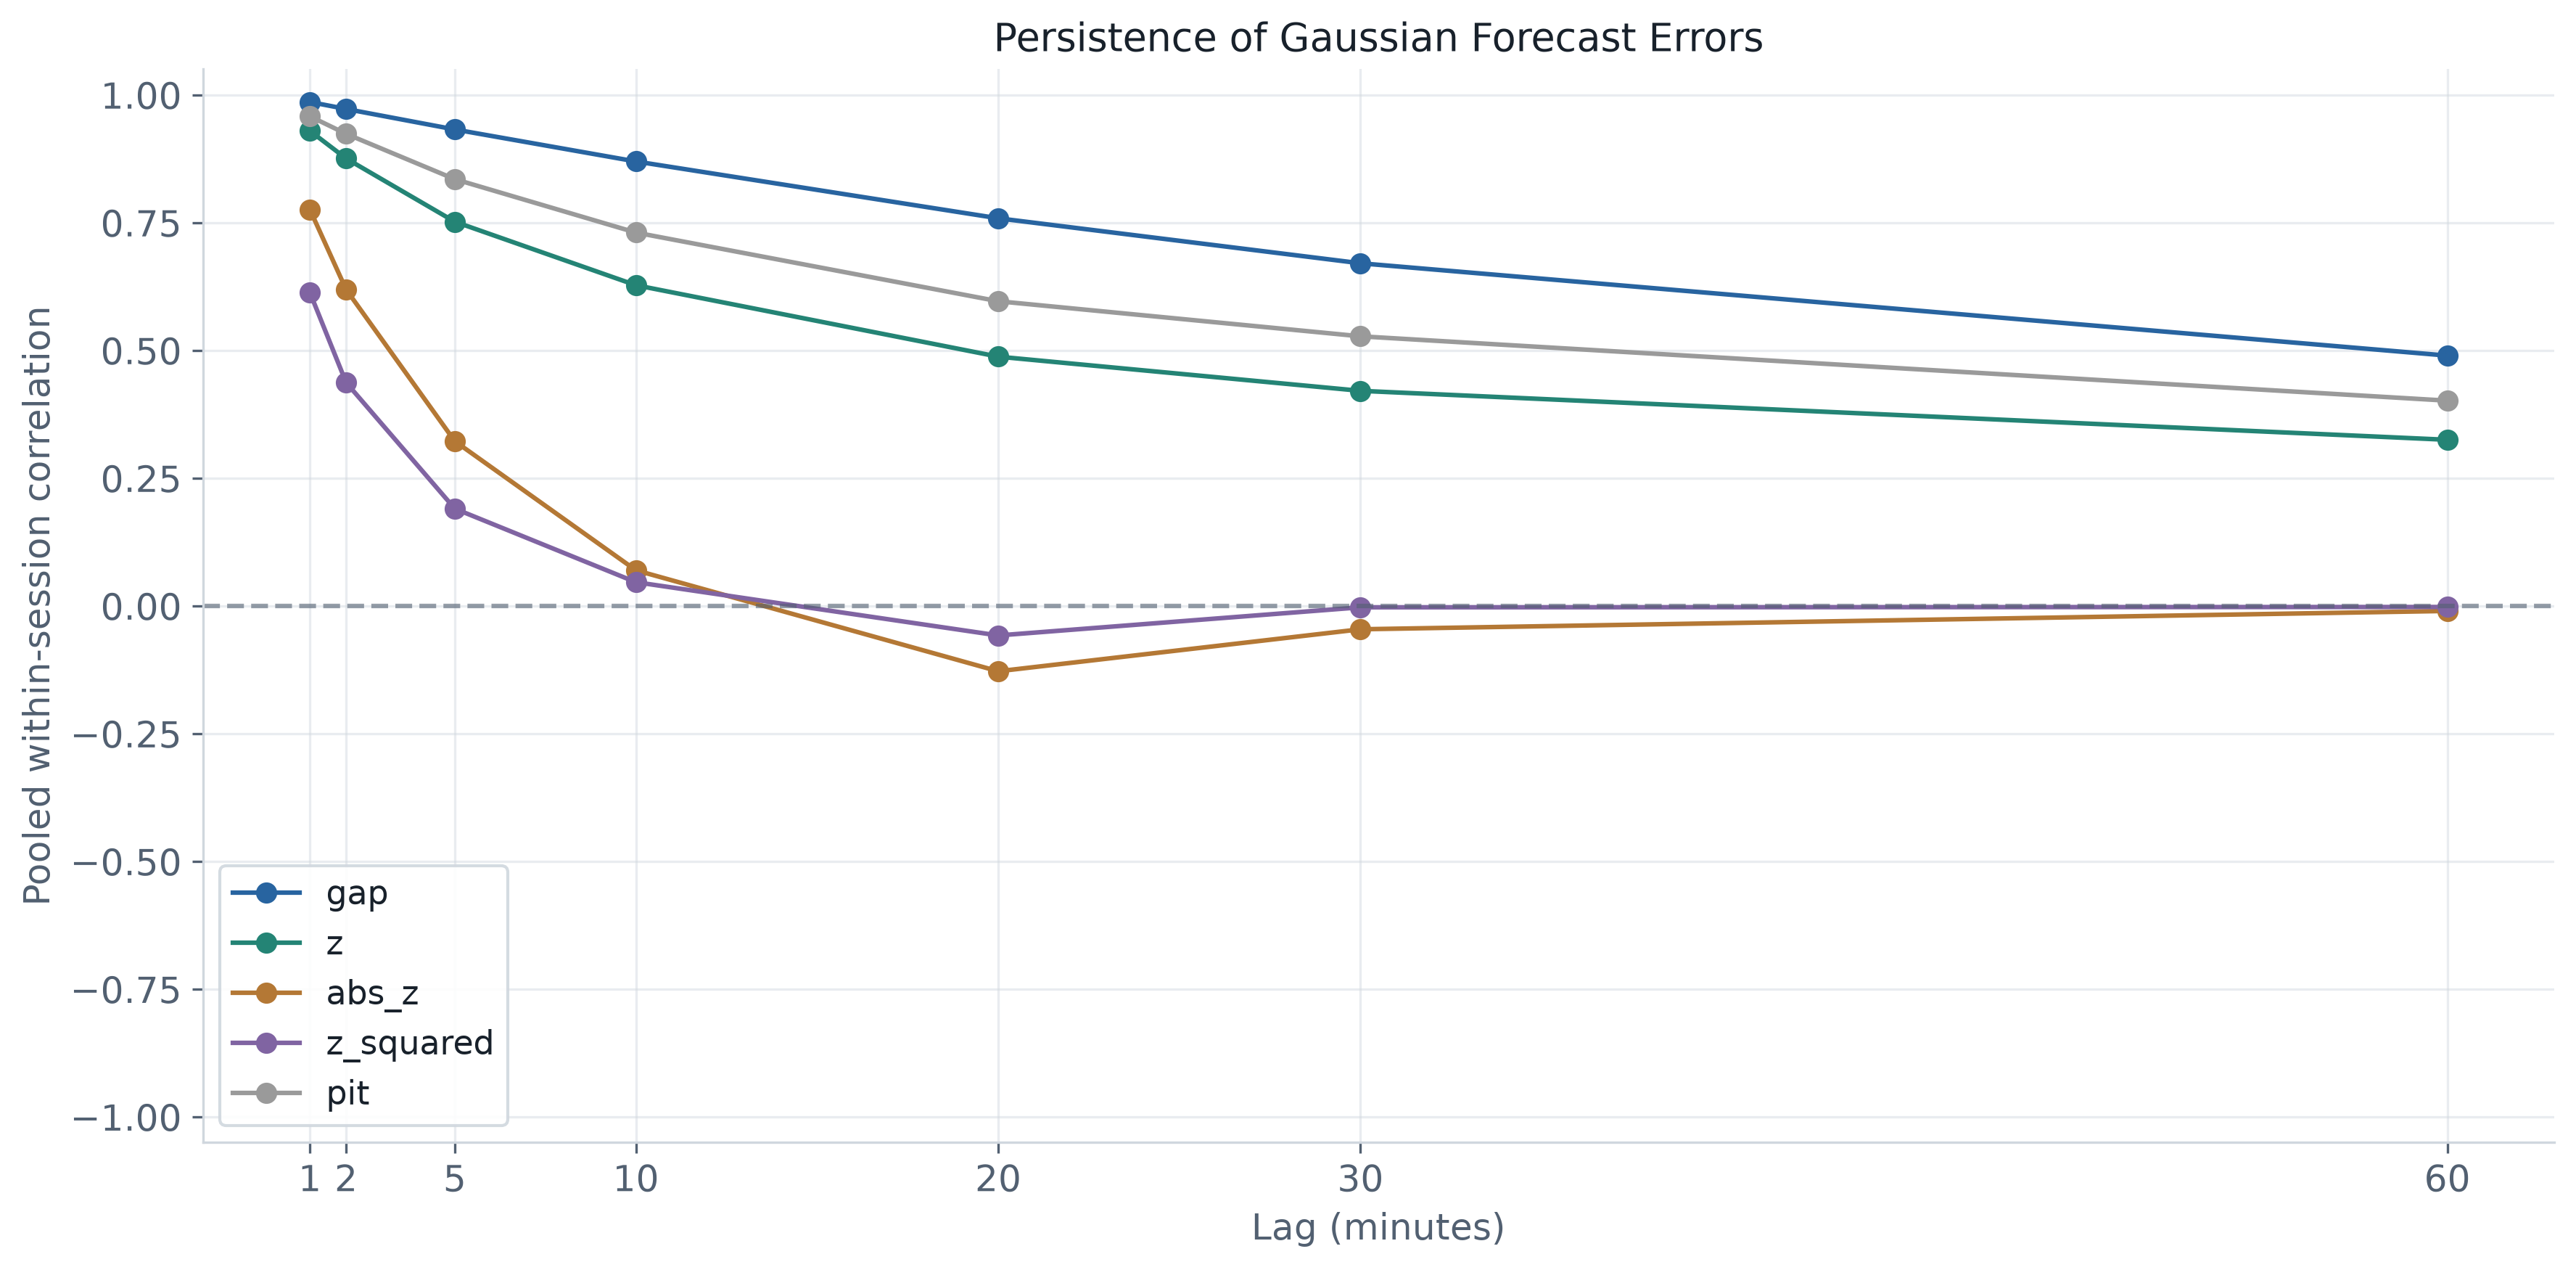 Persistence of Gaussian Forecast Errors
Pooled within-session correlation
1.00
0.75
0.50
0.25
0.00
−0.25
−0.50
−0.75
−1.00
gap
z
abs_z
z_squared
pit
1 2 5 10 20 30 60
Lag (minutes)